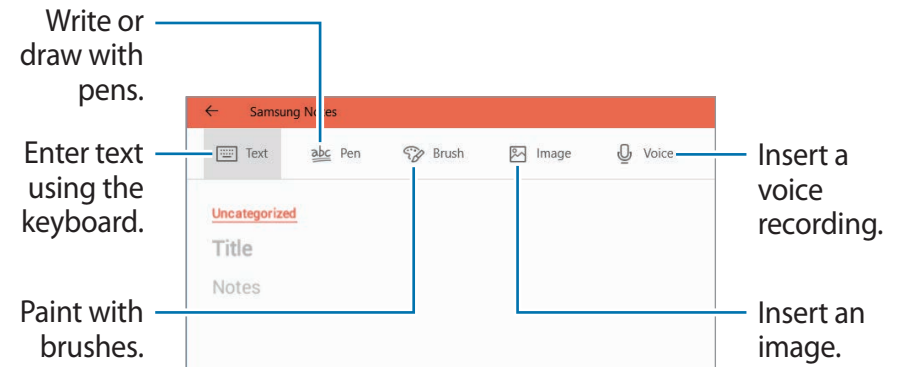 Write or
draw with
pens.
Samsung Notes
Enter text
using the
keyboard.
Text
abc Pen
Brush
Image
Voice
Insert a
voice
recording.
Uncategorized
Title
Notes
Paint with
brushes.
Insert an
image.